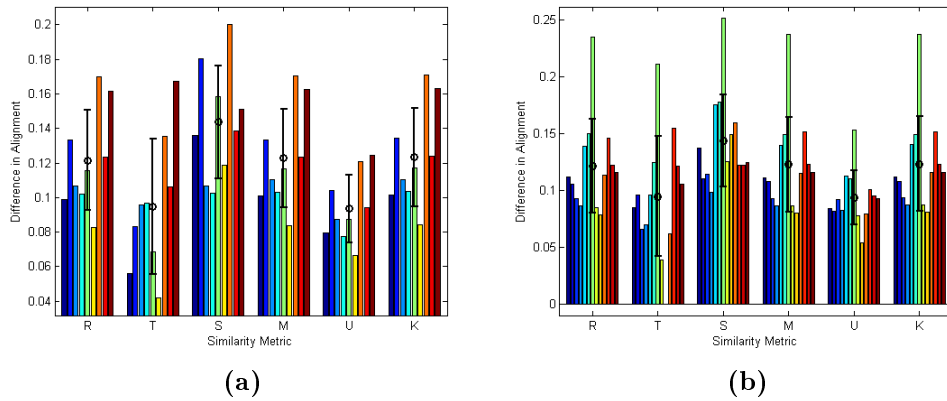 0.2
0.18
0.16
0.14
0.12
0.1
0.08
0.06
0.04
Difference in Alignment
R T S M U K
Similarity Metric
(a)
0.25
0.2
0.15
0.1
0.05
0
Difference in Alignment
R T S M U K
Similarity Metric
(b)